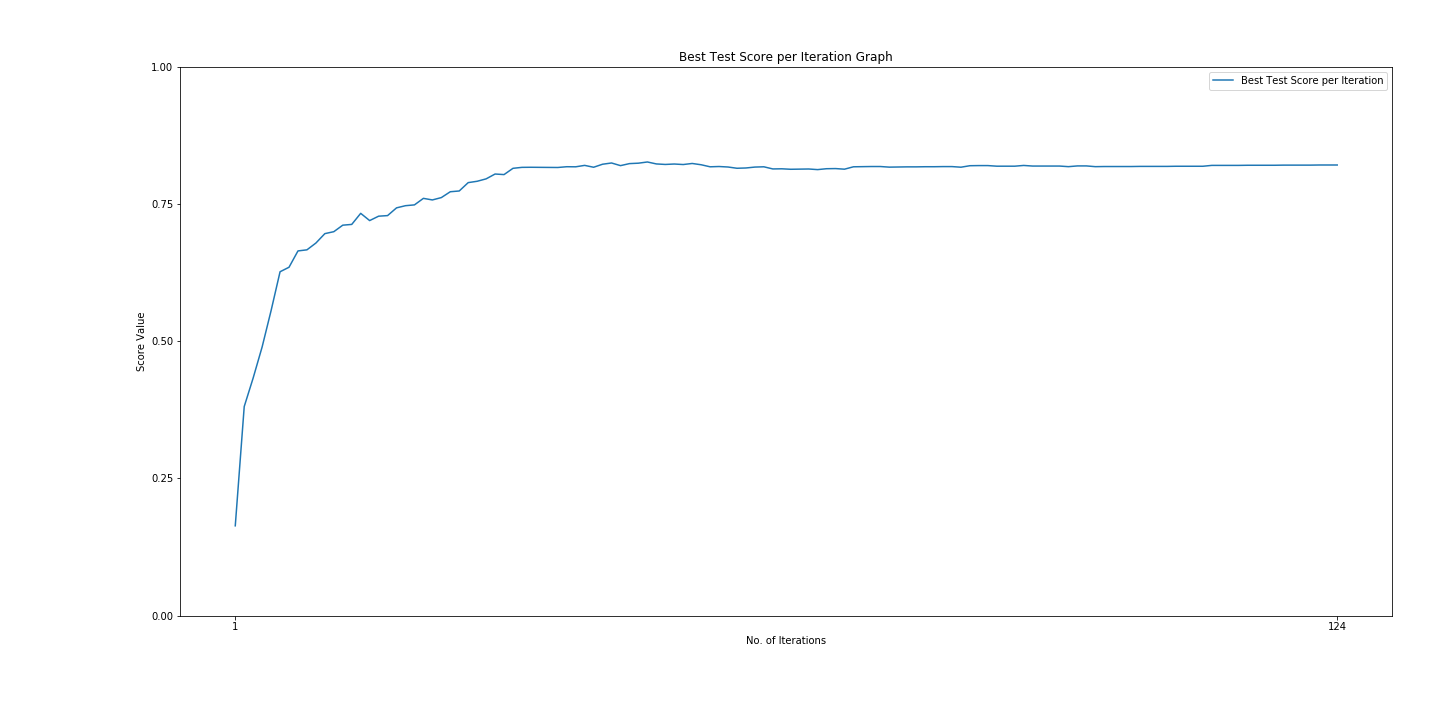 Best Test Score per Iteration Graph
1.00
Best Test Score per Iteration
0.75
0.50
Score Value
0.25
0.00
1
124
No. of Iterations